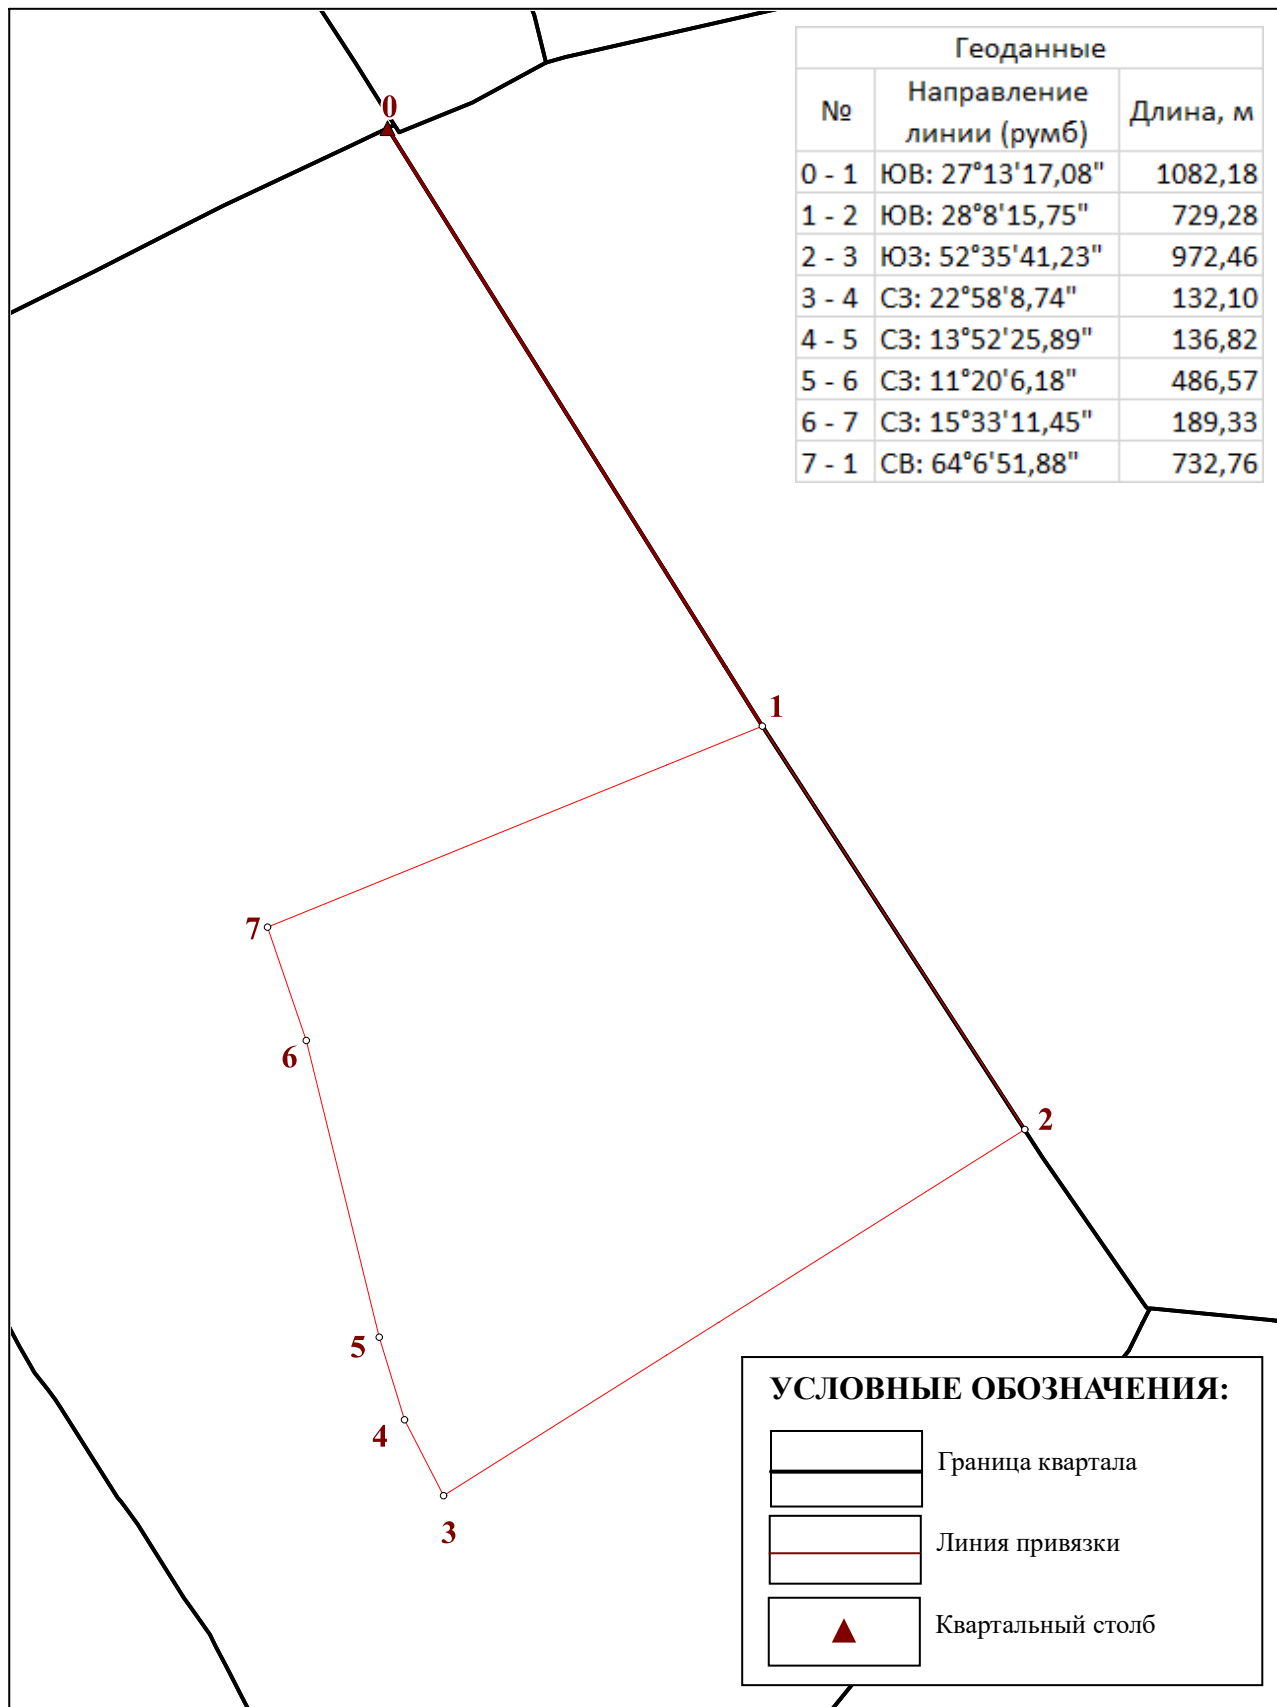 Геоданные
№ Направление линии (румб) Длина, м
0 - 1 ЮВ: 27°13'17,08" 1082,18
1 - 2 ЮВ: 28°8'15,75" 729,28
2 - 3 ЮЗ: 52°35'41,23" 972,46
3 - 4 СЗ: 22°58'8,74" 132,10
4 - 5 СЗ: 13°52'25,89" 136,82
5 - 6 СЗ: 11°20'6,18" 486,57
6 - 7 СЗ: 15°33'11,45" 189,33
7 - 1 СВ: 64°6'51,88" 732,76
0
1
7
6
2
5
4
3
УСЛОВНЫЕ ОБОЗНАЧЕНИЯ:
Граница квартала
Линия привязки
Квартальный столб